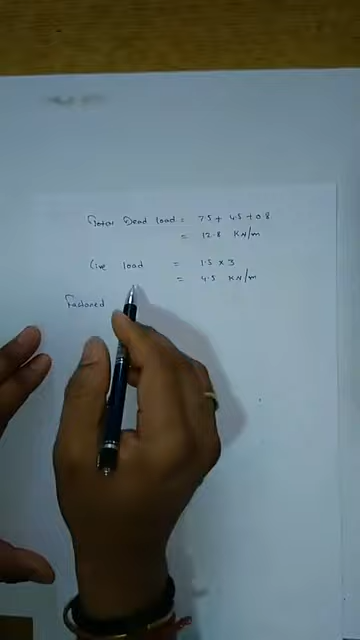 Total Dead load = 7.5 + 4.5 + 0.8
= 12.8 KN/m
Live load = 1.5 × 3
= 4.5 KN/m
Factored